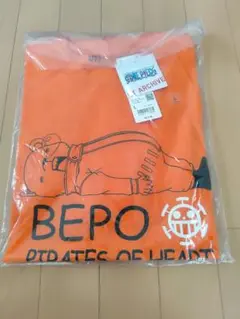 ONE PIECE
ARCHIVE
BEPO
PIRATES OF HEART